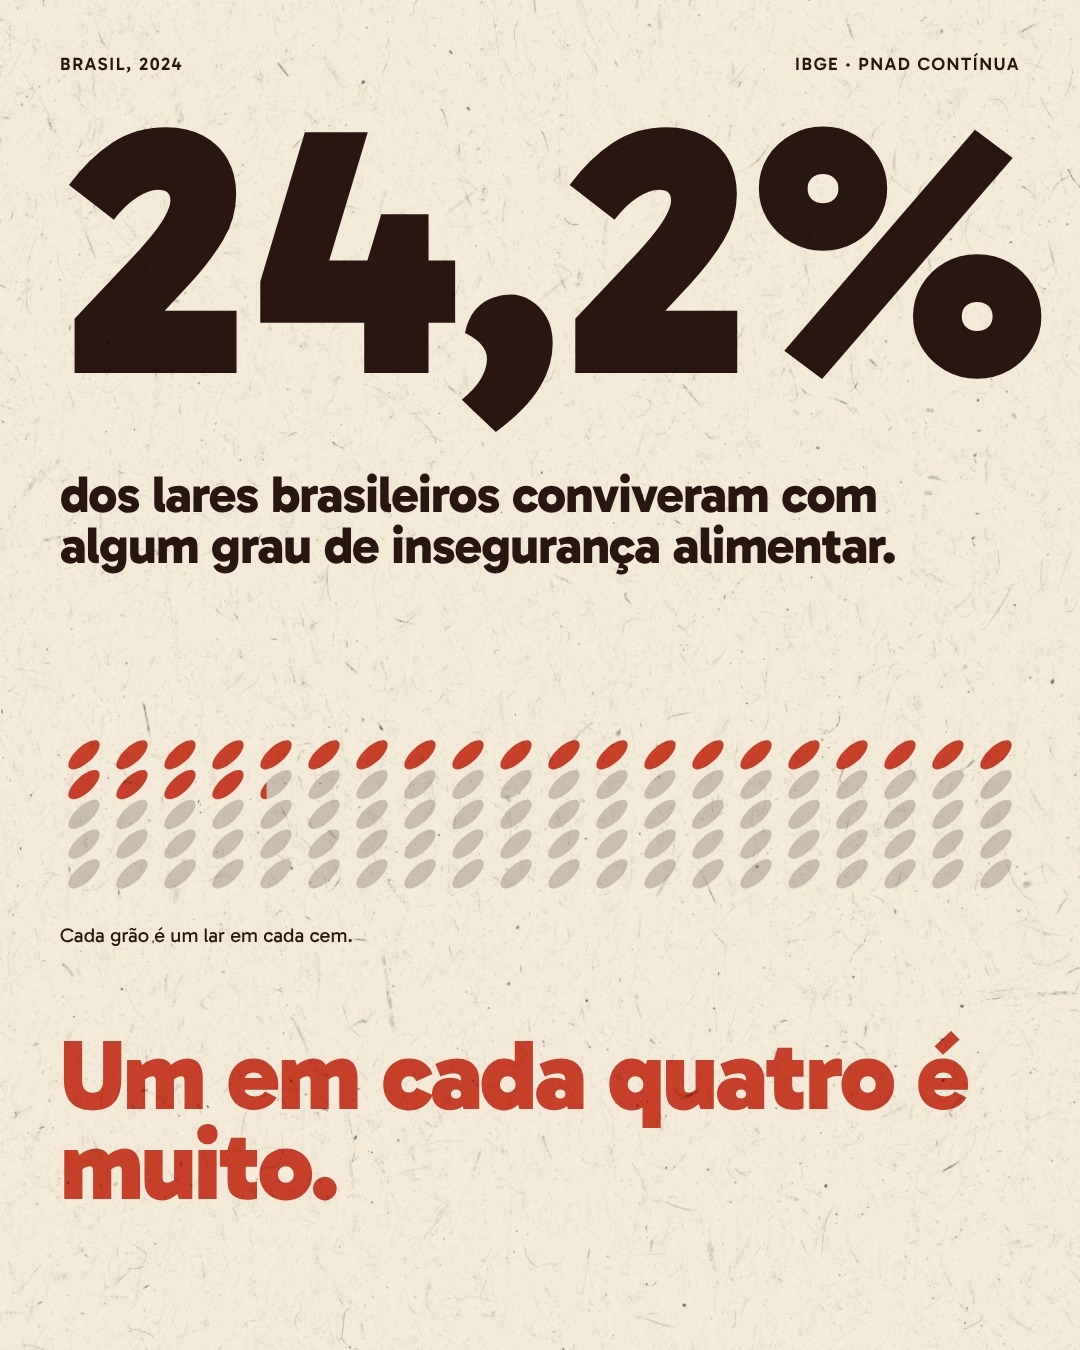 BRASIL, 2024
IBGE · PNAD CONTÍNUA
24,2%
dos lares brasileiros conviveram com
algum grau de insegurança alimentar.
Cada grão é um lar em cada cem.
Um em cada quatro é
muito.